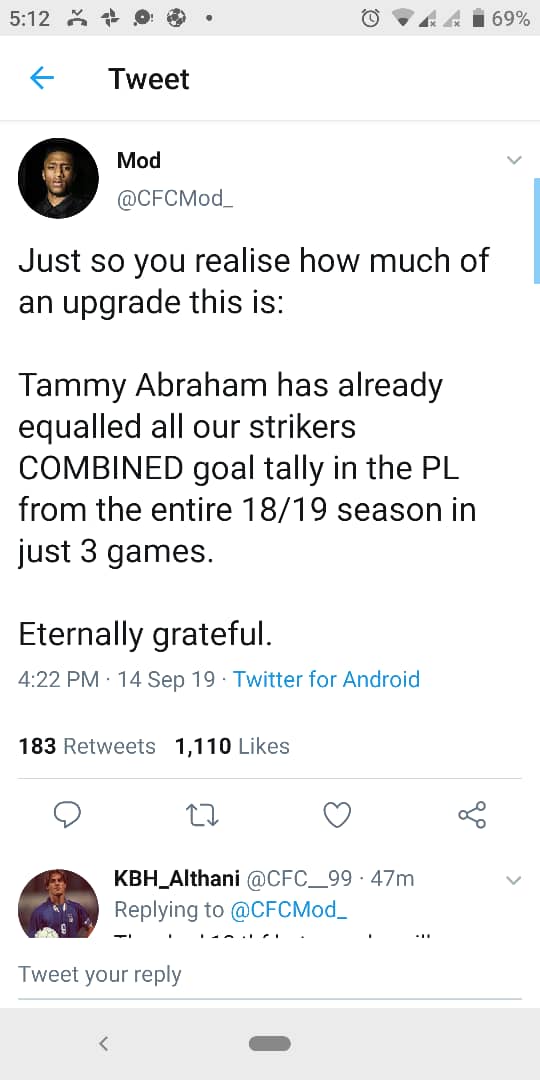 5:12
69%
Tweet
Mod
@CFCMod_
Just so you realise how much of
an upgrade this is:
Tammy Abraham has already
equalled all our strikers
COMBINED goal tally in the PL
from the entire 18/19 season in
just 3 games.
Eternally grateful.
4:22 PM · 14 Sep 19 · Twitter for Android
183 Retweets 1,110 Likes
KBH_Althani @CFC__99 · 47m
Replying to @CFCMod_
Tweet your reply